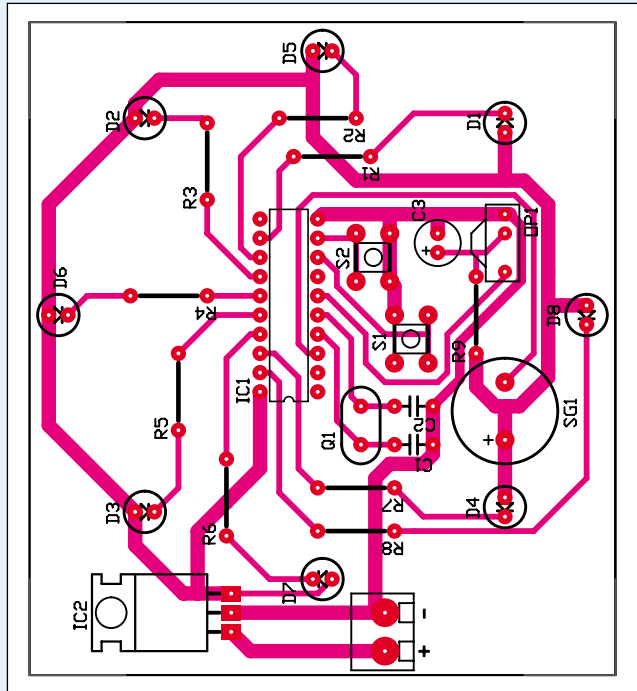 D5
D2
R2
D1
R1
R3
C3
OP1
S2
D6
R4
D8
S1
R9
IC1
SG1
C2
R5
Q1
C1
R7
D4
D3
R6
R8
D7
IC2
-
+
+
+